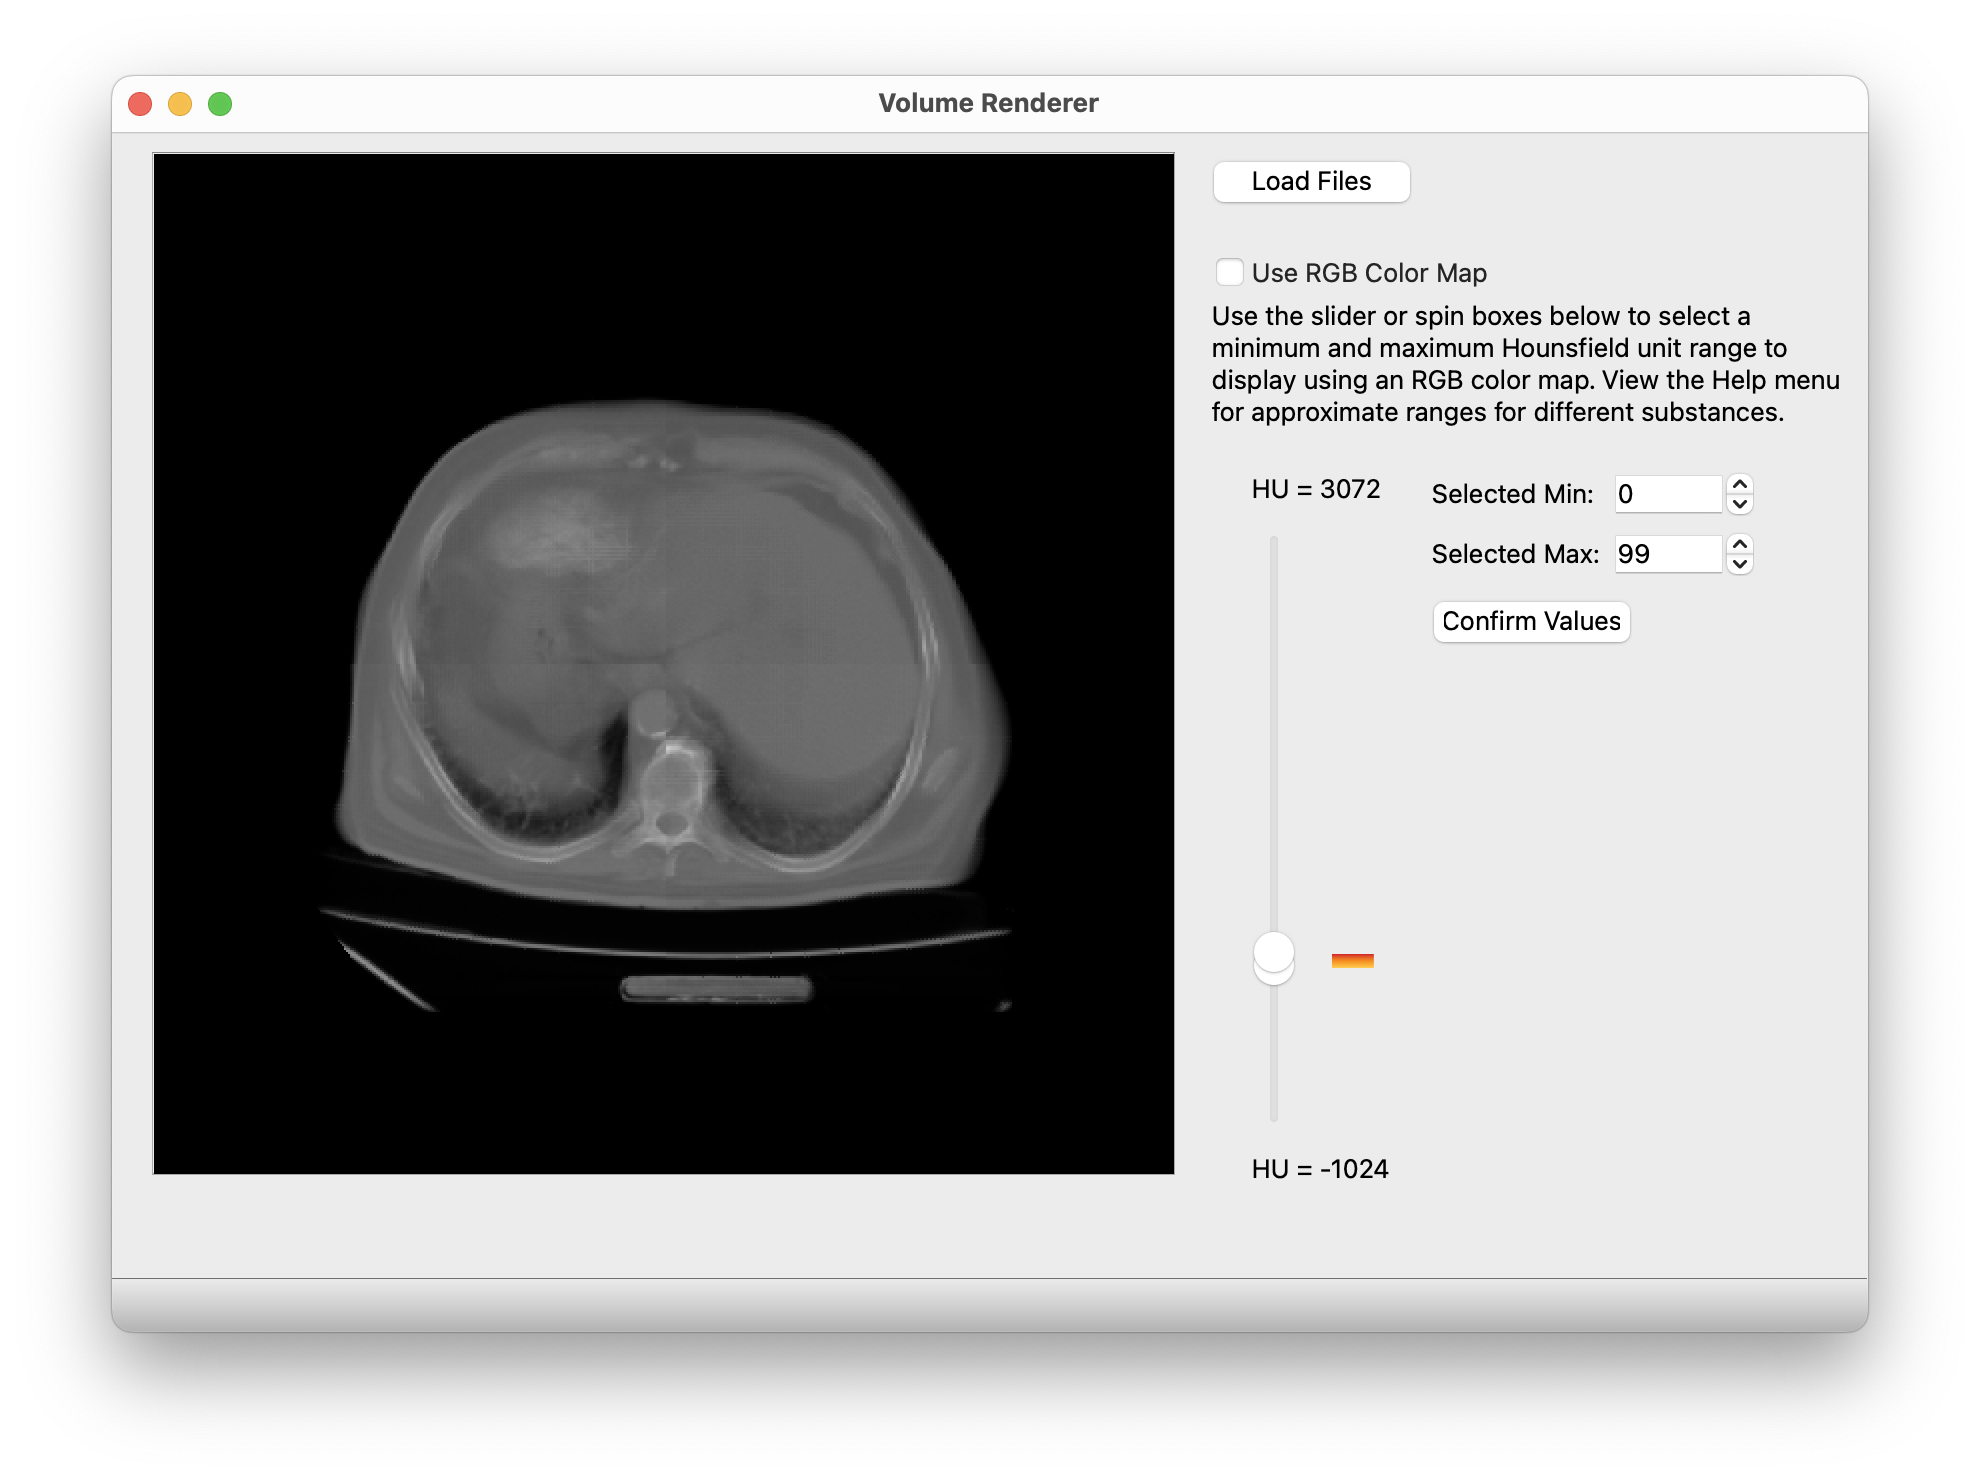 Volume Renderer
Load Files
Use RGB Color Map
Use the slider or spin boxes below to select a
minimum and maximum Hounsfield unit range to
display using an RGB color map. View the Help menu
for approximate ranges for different substances.
HU = 3072
Selected Min: 0
Selected Max: 99
Confirm Values
HU = -1024